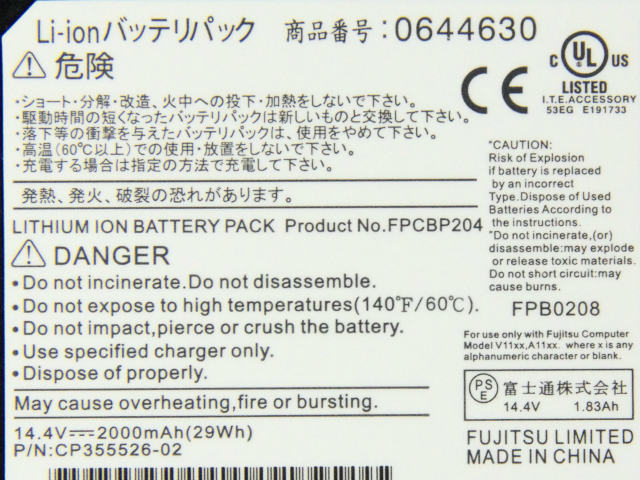 Li-ionバッテリパック 商品番号:0644630
危険
・ショート・分解・改造、火中への投下・加熱をしないで下さい。
・駆動時間の短くなったバッテリパックは新しいものと交換して下さい。
・落下等の衝撃を与えたバッテリパックは、使用をやめて下さい。
・高温(60℃以上)での使用・放置をしないで下さい。
・充電する場合は指定の方法で充電して下さい。
発熱、発火、破裂の恐れがあります。
CE
C UL US
®
LISTED
I.T.E.ACCESSORY
53EG E191733
LITHIUM ION BATTERY PACK Product No.FPCBP204
DANGER
•Do not incinerate.Do not disassemble.
•Do not expose to high temperatures(140℉/60℃).
•Do not impact,pierce or crush the battery.
•Use specified charger only.
•Dispose of properly.
May cause overheating,fire or bursting.
14.4V⎓2000mAh(29Wh)
P/N:CP355526-02
*CAUTION:
Risk of Explosion
if battery is replaced
by an incorrect
Type.Dispose of Used
Batteries According to
the instructions.
*Do not incinerate,(or)
disassemble:may explode
or release toxic materials.
Do not short circuit:may
cause burns.
FPB0208
For use only with Fujitsu Computer
Model V11xx,A11xx. where x is any
alphanumeric character or blank.
PSE 富士通株式会社
14.4V 1.83Ah
FUJITSU LIMITED
MADE IN CHINA